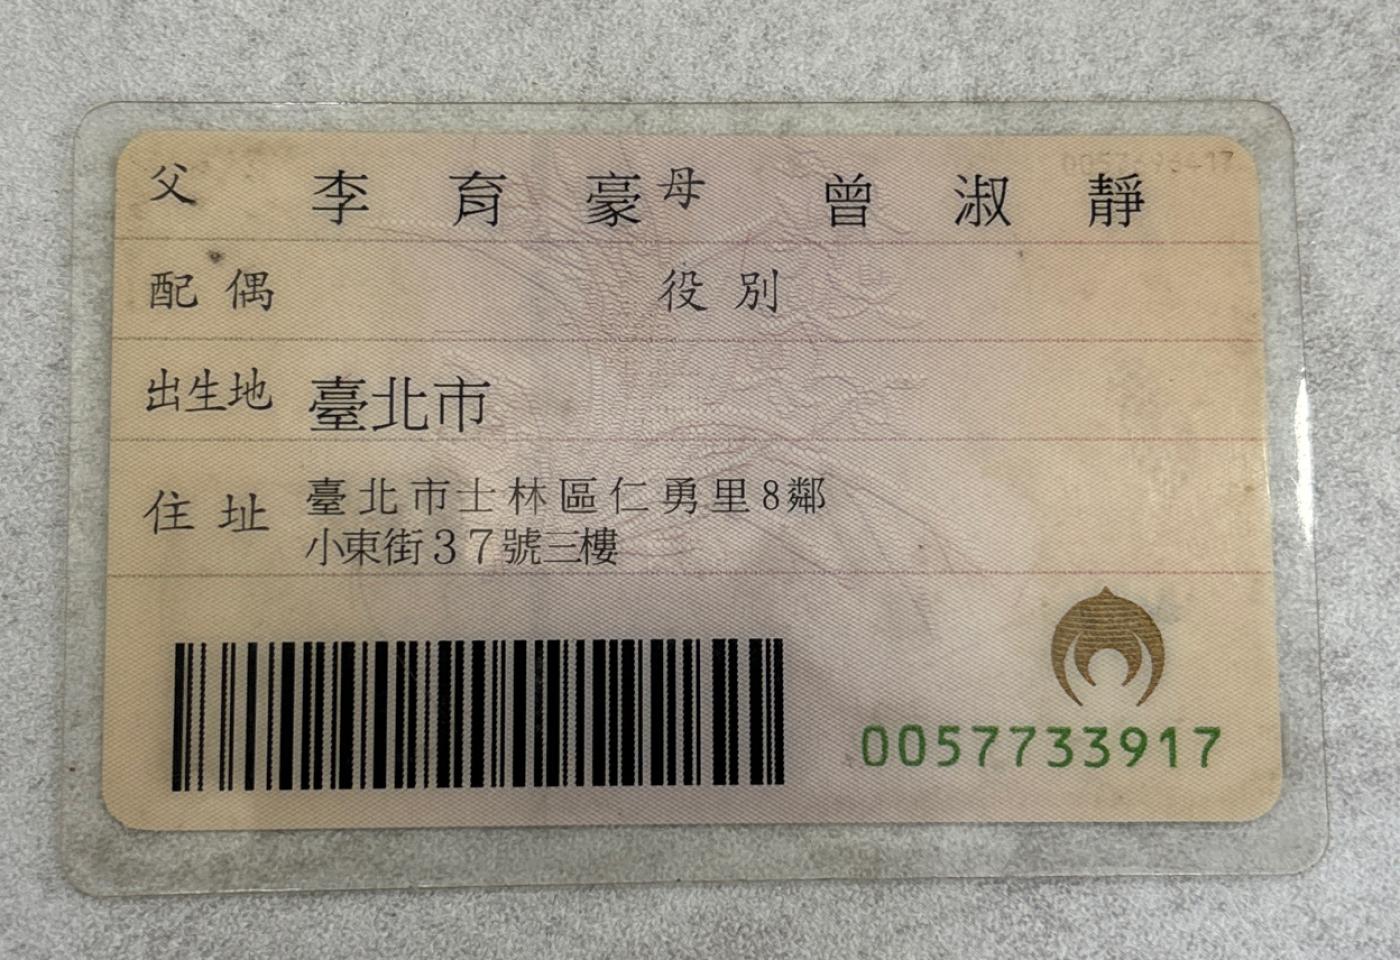 父 李育豪 母 曾淑靜
配偶 役別
出生地 臺北市
住址 臺北市士林區仁勇里8鄰
小東街37號三樓
0057733917